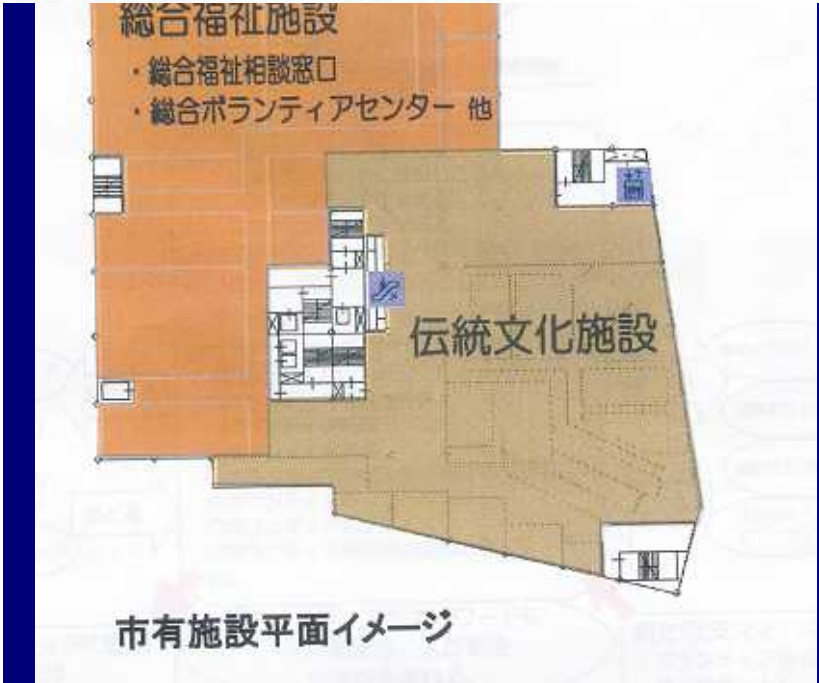 総合福祉施設
・総合福祉相談窓口
・総合ボランティアセンター 他
伝統文化施設
市有施設平面イメージ